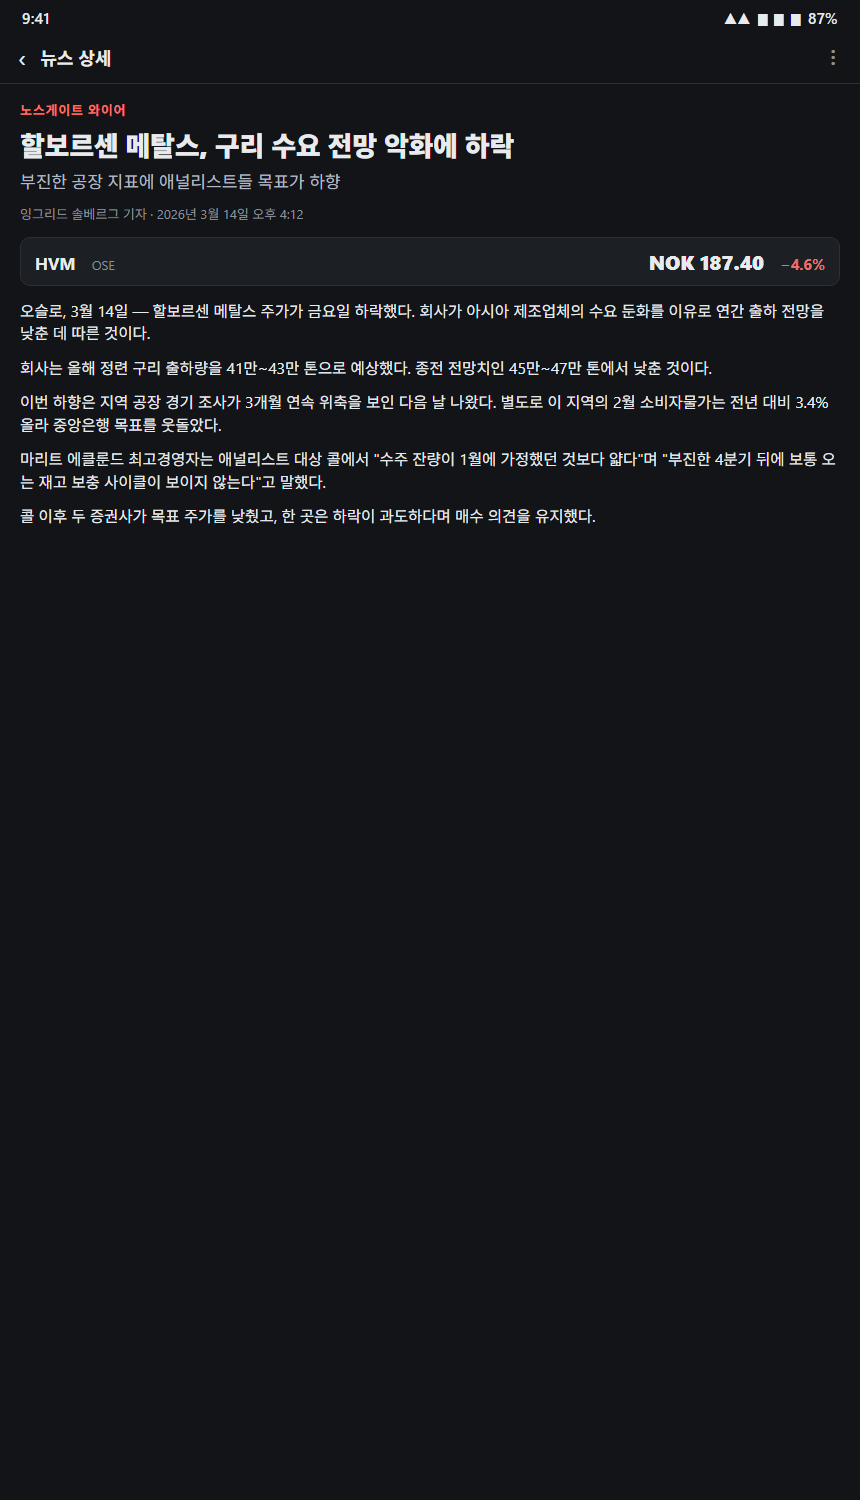 9:41
87%
‹ 뉴스 상세 ⋮
노스게이트 와이어
할보르센 메탈스, 구리 수요 전망 악화에 하락
부진한 공장 지표에 애널리스트들 목표가 하향
잉그리드 솔베르그 기자 · 2026년 3월 14일 오후 4:12
HVM OSE NOK 187.40 −4.6%
오슬로, 3월 14일 — 할보르센 메탈스 주가가 금요일 하락했다. 회사가 아시아 제조업체의 수요 둔화를 이유로 연간 출하 전망을
낮춘 데 따른 것이다.
회사는 올해 정련 구리 출하량을 41만~43만 톤으로 예상했다. 종전 전망치인 45만~47만 톤에서 낮춘 것이다.
이번 하향은 지역 공장 경기 조사가 3개월 연속 위축을 보인 다음 날 나왔다. 별도로 이 지역의 2월 소비자물가는 전년 대비 3.4%
올라 중앙은행 목표를 웃돌았다.
마리트 에클룬드 최고경영자는 애널리스트 대상 콜에서 "수주 잔량이 1월에 가정했던 것보다 얇다"며 "부진한 4분기 뒤에 보통 오
는 재고 보충 사이클이 보이지 않는다"고 말했다.
콜 이후 두 증권사가 목표 주가를 낮췄고, 한 곳은 하락이 과도하다며 매수 의견을 유지했다.